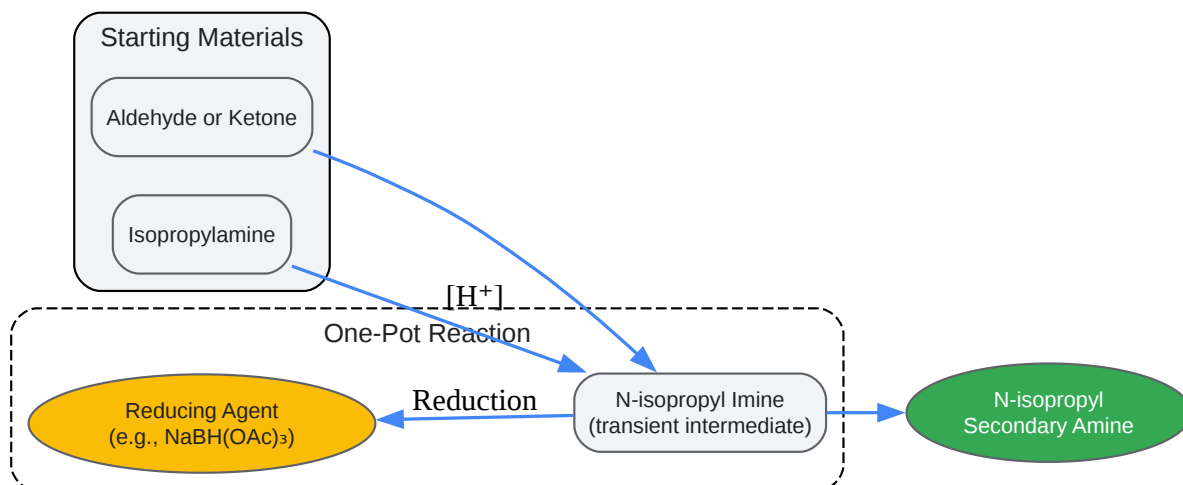 Starting Materials
Aldehyde or Ketone
Isopropylamine
[H⁺]
One-Pot Reaction
Reducing Agent
(e.g., NaBH(OAc)₃)
Reduction
N-isopropyl Imine
(transient intermediate)
N-isopropyl
Secondary Amine